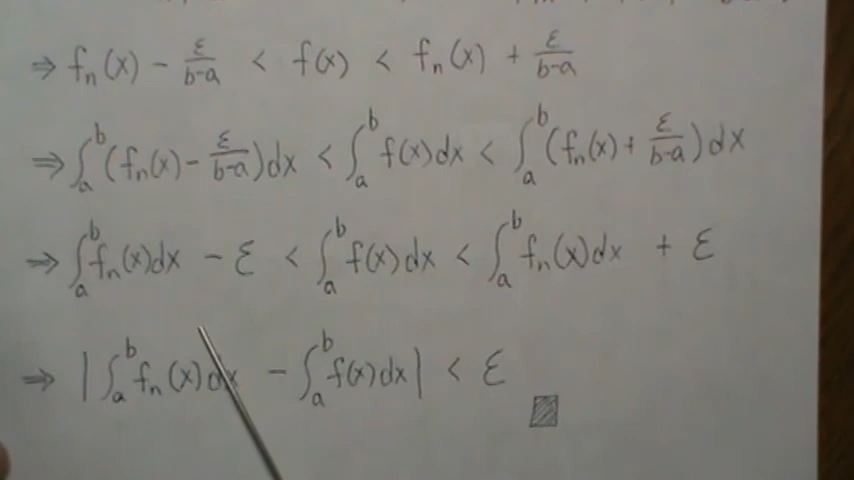 ⇒ fₙ(x) − ε/(b−a) < f(x) < fₙ(x) + ε/(b−a)
⇒ ∫ₐᵇ (fₙ(x) − ε/(b−a)) dx < ∫ₐᵇ f(x) dx < ∫ₐᵇ (fₙ(x) + ε/(b−a)) dx
⇒ ∫ₐᵇ fₙ(x) dx − ε < ∫ₐᵇ f(x) dx < ∫ₐᵇ fₙ(x) dx + ε
⇒ | ∫ₐᵇ fₙ(x) dx − ∫ₐᵇ f(x) dx | < ε